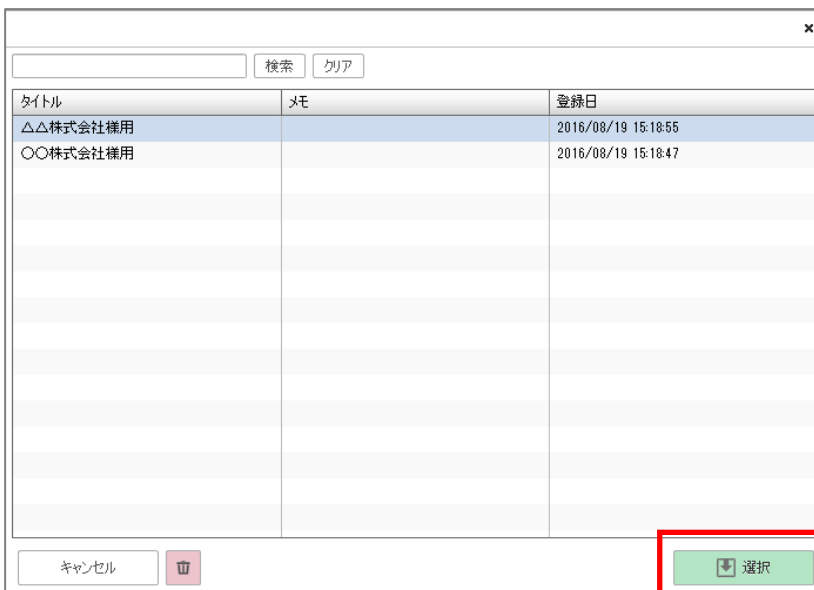 ×
検索 クリア
タイトル メモ 登録日
△△株式会社様用 2016/08/19 15:18:55
○○株式会社様用 2016/08/19 15:18:47
キャンセル 選択